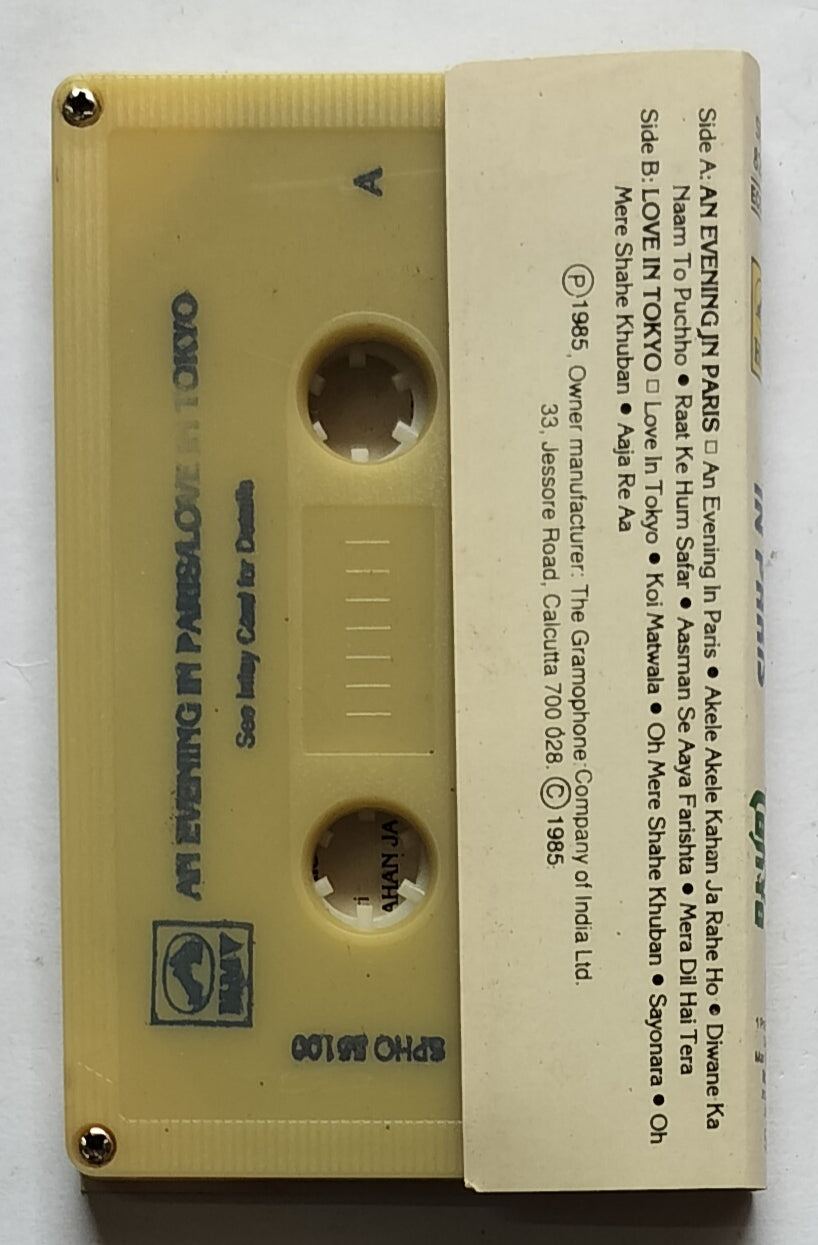 Side A: AN EVENING IN PARIS □ An Evening In Paris ● Akele Akele Kahan Ja Rahe Ho ● Diwane Ka
Naam To Puchho ● Raat Ke Hum Safar ● Aasman Se Aaya Farishta ● Mera Dil Hai Tera
Side B: LOVE IN TOKYO □ Love In Tokyo ● Koi Matwala ● Oh Mere Shahe Khuban ● Sayonara ● Oh
Mere Shahe Khuban ● Aaja Re Aa
Ⓟ 1985, Owner manufacturer: The Gramophone Company of India Ltd.
33, Jessore Road, Calcutta 700 028. Ⓒ 1985.
A
SPHO
HMV
AN EVENING IN PARIS/LOVE IN TOKYO
See Inlay Card for Details
AHAN JA